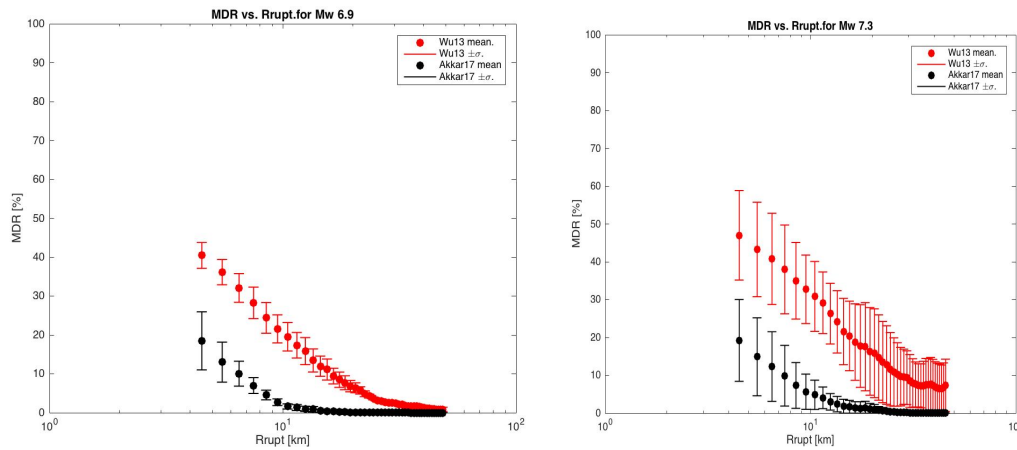 MDR vs. Rrupt.for Mw 6.9
100
90
80
70
60
50
40
30
20
10
0
MDR [%]
10^0
10^1
10^2
Rrupt [km]
Wu13 mean.
Wu13 ±σ.
Akkar17 mean
Akkar17 ±σ.
MDR vs. Rrupt.for Mw 7.3
100
90
80
70
60
50
40
30
20
10
0
MDR [%]
10^0
10^1
10
Rrupt [km]
Wu13 mean.
Wu13 ±σ.
Akkar17 mean
Akkar17 ±σ.